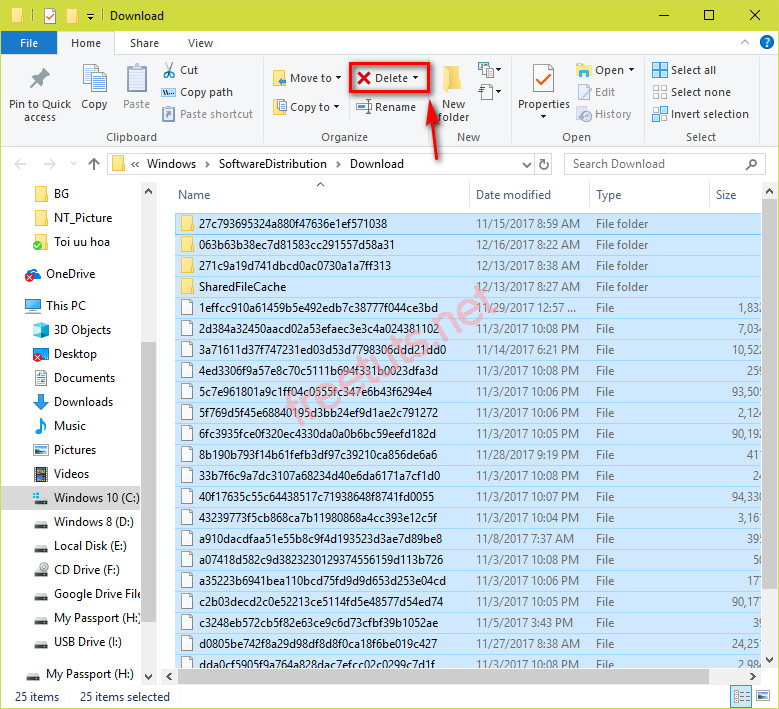 Download
File Home Share View
Pin to Quick access
Copy
Paste
Cut
Copy path
Paste shortcut
Clipboard
Move to
Copy to
Delete
Rename
Organize
New folder
New
Properties
Open
Edit
History
Open
Select all
Select none
Invert selection
Select
« Windows > SoftwareDistribution > Download
Search Download
BG
NT_Picture
Toi uu hoa
OneDrive
This PC
3D Objects
Desktop
Documents
Downloads
Music
Pictures
Videos
Windows 10 (C:)
Windows 8 (D:)
Local Disk (E:)
CD Drive (F:)
Google Drive File
My Passport (H:)
USB Drive (I:)
My Passport (H:)
Name Date modified Type Size
27c793695324a880f47636e1ef571038 11/15/2017 8:59 AM File folder
063b63b38ec7d81583cc291557d58a31 12/16/2017 8:22 AM File folder
271c9a19d741dbcd0ac0730a1a7ff313 12/13/2017 8:38 AM File folder
SharedFileCache 12/13/2017 8:27 AM File folder
1effcc910a61459b5e492edb7c38777f044ce3bd 11/29/2017 12:57 ... File 1,832
2d384a32450aacd02a53efaec3e3c4a024381102 11/3/2017 10:08 PM File 7,034
3a71611d37f747231ed03d53d7798306ddd21dd0 11/14/2017 6:21 PM File 10,522
4ed3306f9a57e8c70c5111b694f331b0023dfa3d 11/3/2017 10:08 PM File 259
5c7e961801a9c1ff04c0555fc347e6b43f6294e4 11/3/2017 10:06 PM File 93,505
5f769d5f45e68840195d3bb24ef9d1ae2c791272 11/3/2017 10:06 PM File 2,124
6fc3935fce0f320ec4330da0a0b6bc59eefd182d 11/3/2017 10:05 PM File 90,192
8b190b793f14b61fefb3df97c39210ca856de6a6 11/28/2017 9:19 PM File 411
33b7f6c9a7dc3107a68234d40e6da6171a7cf1d0 11/3/2017 10:08 PM File 24
40f17635c55c64438517c71938648f8741fd0055 11/3/2017 10:07 PM File 94,330
43239773f5cb868ca7b11980868a4cc393e12c5f 11/3/2017 10:04 PM File 3,161
a910dacdfaa51e55b8c9f4d193523d3ae7d89be8 11/8/2017 7:37 AM File 395
a07418d582c9d3823230129374556159d113b726 11/3/2017 10:08 PM File 50
a35223b6941bea110bcd75fd9d9d653d253e04cd 11/3/2017 10:06 PM File 177
c2b03decd2c0e52213ce5114fd5e48577d54ed74 11/3/2017 10:05 PM File 90,177
c3248eb572cb5f82e63ce9c6d73cfbf39b1052ae 11/5/2017 3:43 PM File 39
d0805be742f8a29d98df8d8f0ca18f6be019c427 11/27/2017 8:38 AM File 24,251
dda0cf5905f9a764a828dac7efcc02c0299c7d1f 11/3/2017 10:08 PM File 2,984
freetuts.net
25 items 25 items selected